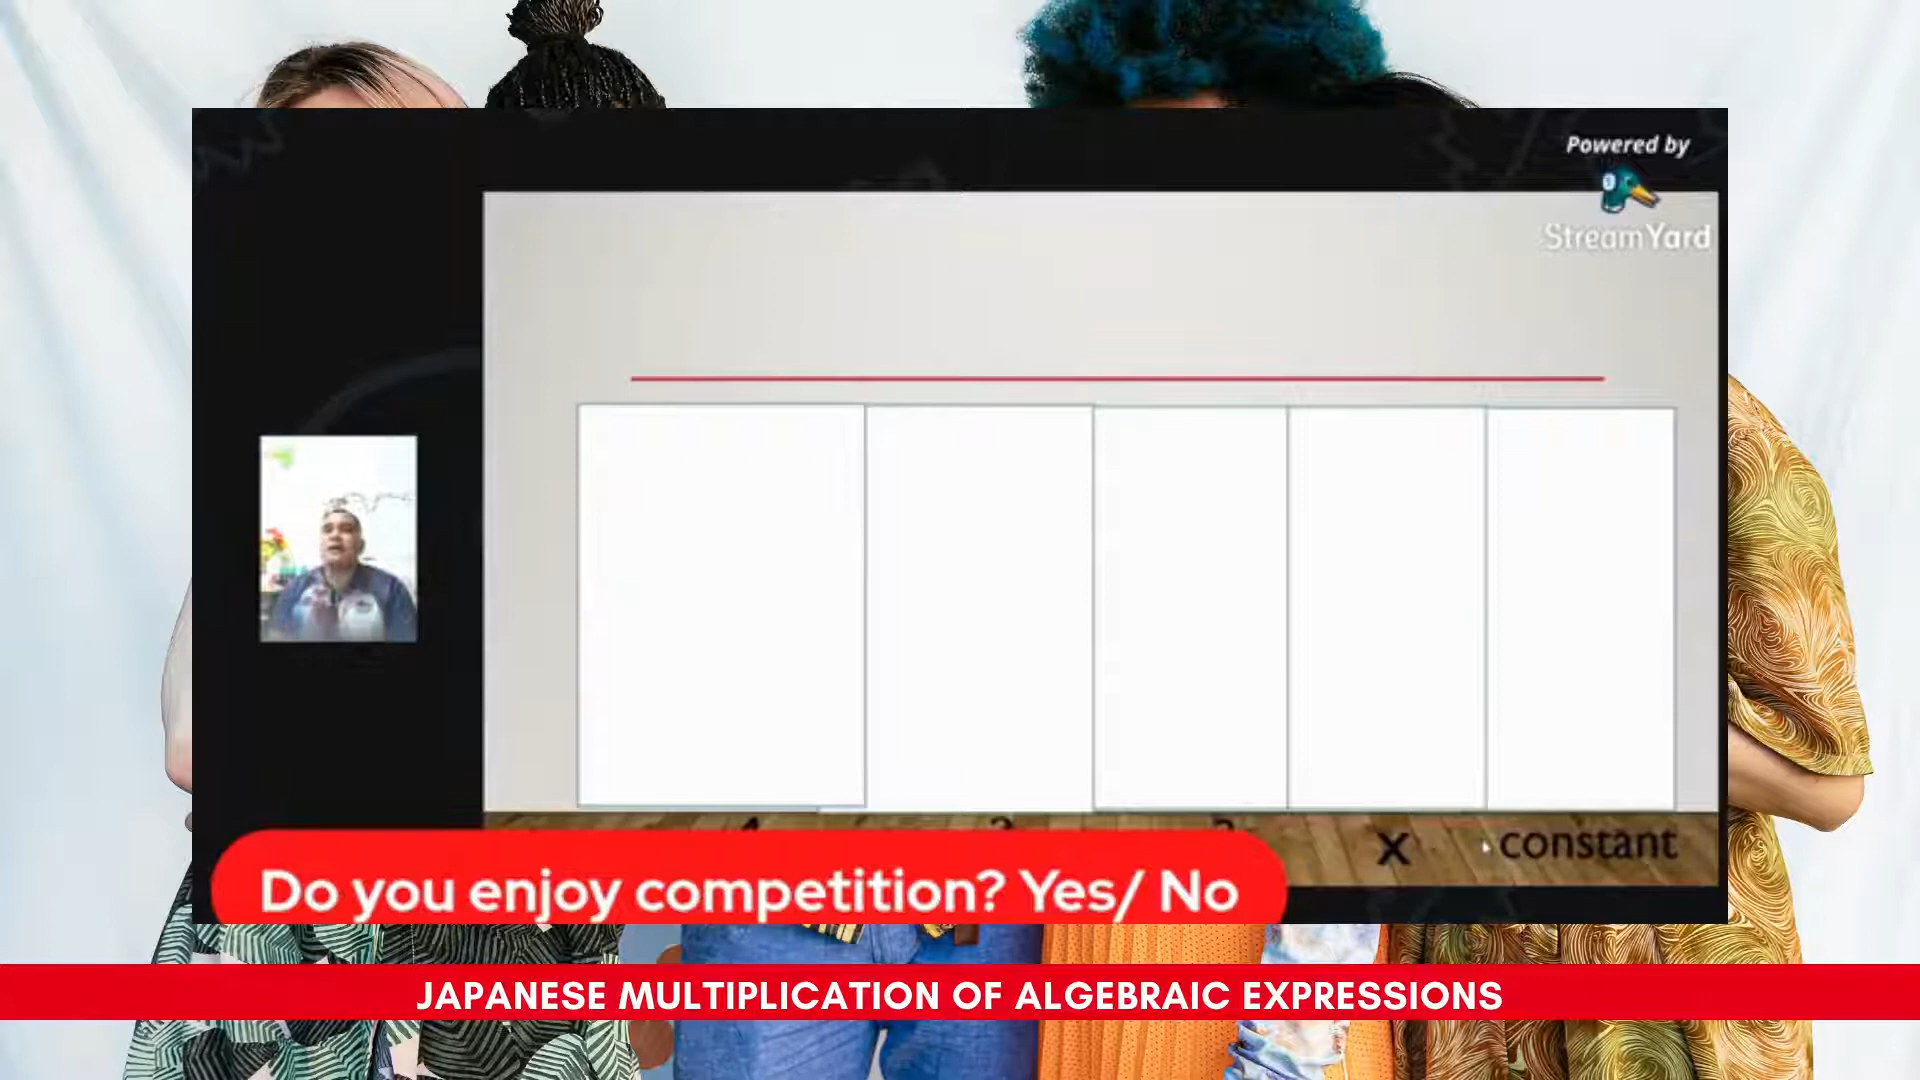 Powered by
StreamYard
x
constant
Do you enjoy competition? Yes/ No
JAPANESE MULTIPLICATION OF ALGEBRAIC EXPRESSIONS